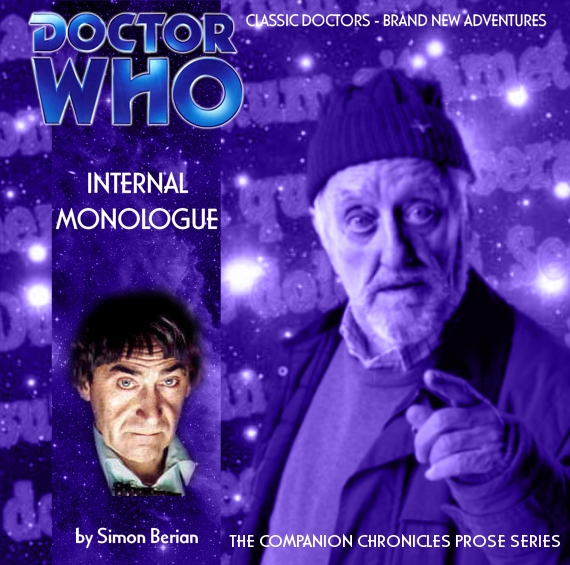 CLASSIC DOCTORS - BRAND NEW ADVENTURES
DOCTOR
WHO
INTERNAL
MONOLOGUE
by Simon Berian
THE COMPANION CHRONICLES PROSE SERIES